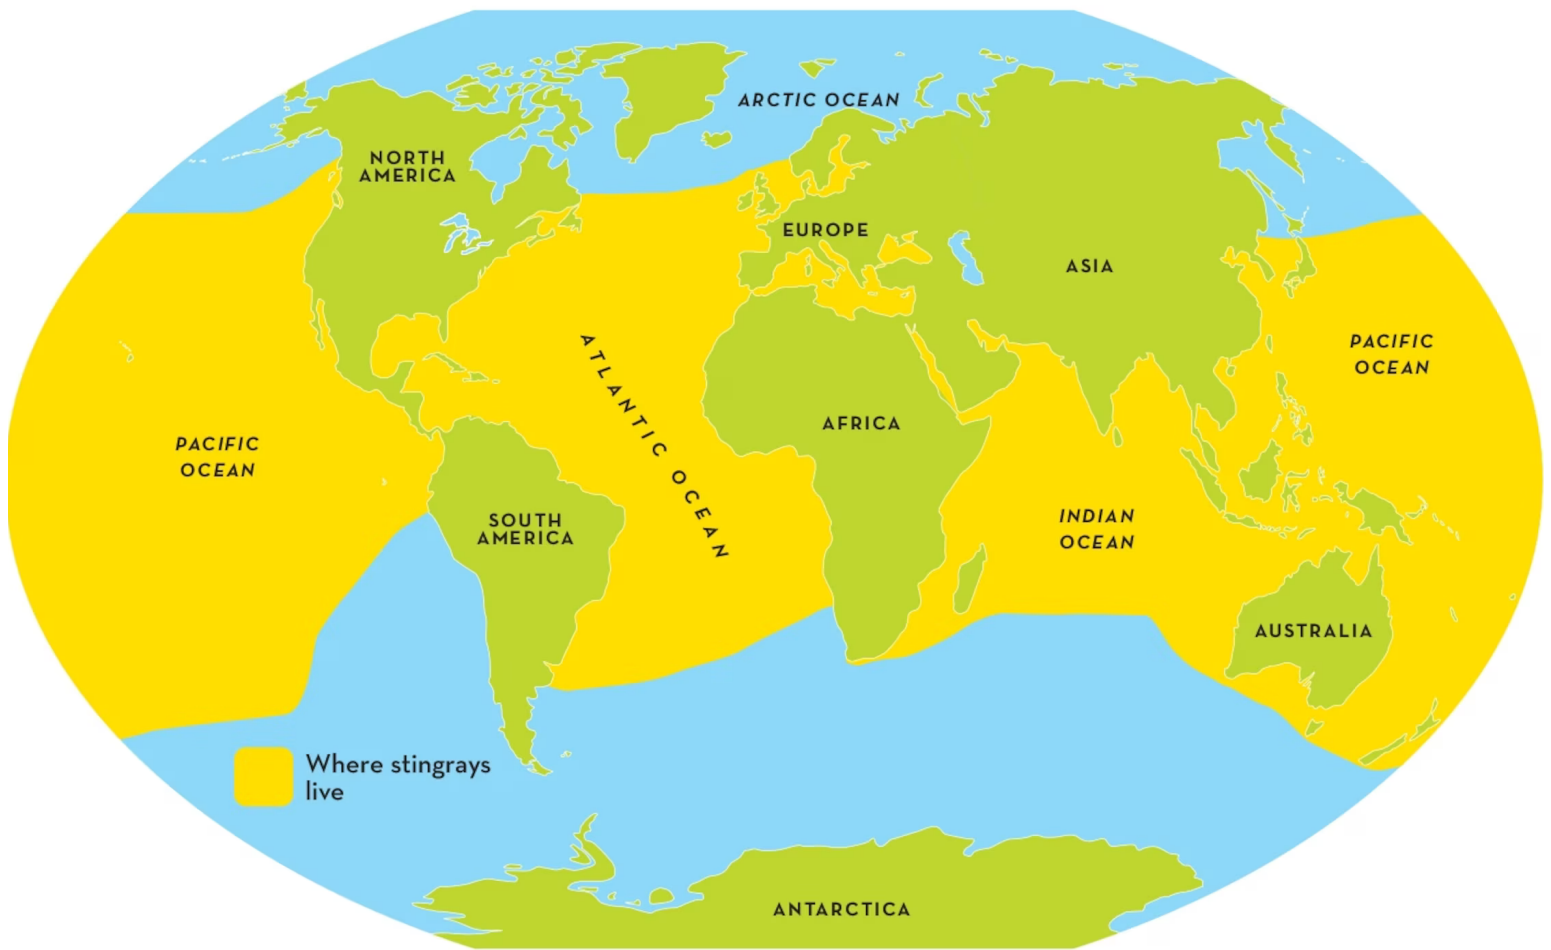 ARCTIC OCEAN
NORTH
AMERICA
EUROPE
ASIA
PACIFIC
OCEAN
ATLANTIC OCEAN
AFRICA
PACIFIC
OCEAN
SOUTH
AMERICA
INDIAN
OCEAN
AUSTRALIA
Where stingrays
live
ANTARCTICA